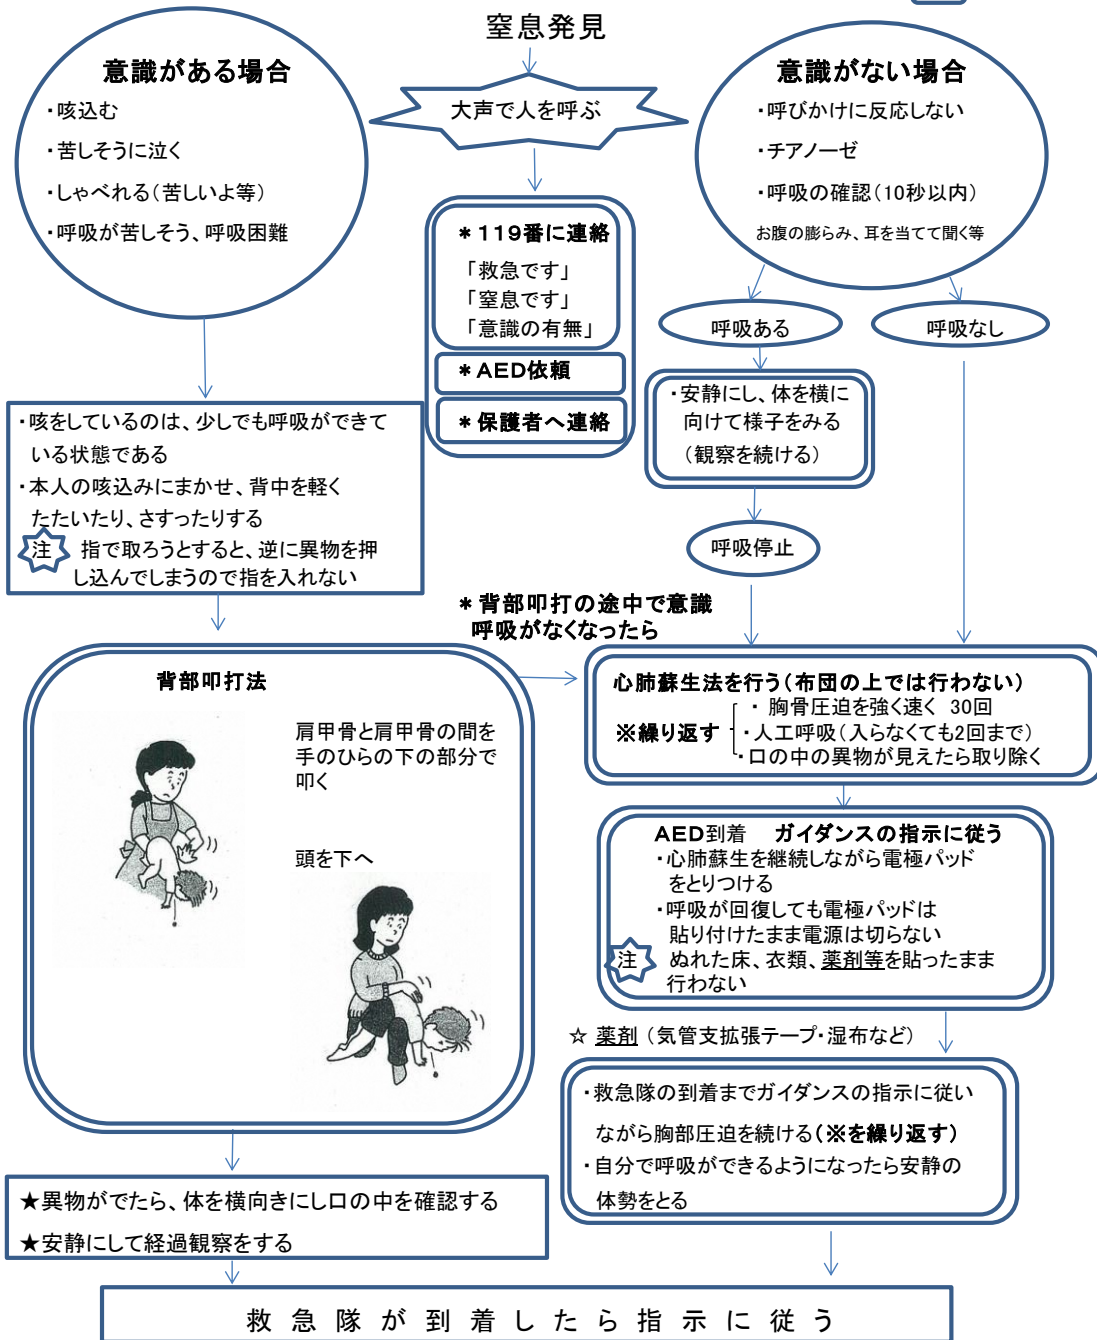 窒息発見
大声で人を呼ぶ
意識がある場合
・咳込む
・苦しそうに泣く
・しゃべれる(苦しいよ等)
・呼吸が苦しそう、呼吸困難
意識がない場合
・呼びかけに反応しない
・チアノーゼ
・呼吸の確認(10秒以内)
お腹の膨らみ、耳を当てて聞く等
＊119番に連絡
「救急です」
「窒息です」
「意識の有無」
＊AED依頼
＊保護者へ連絡
呼吸ある
呼吸なし
・安静にし、体を横に
向けて様子をみる
(観察を続ける)
呼吸停止
・咳をしているのは、少しでも呼吸ができて
いる状態である
・本人の咳込みにまかせ、背中を軽く
たたいたり、さすったりする
注 指で取ろうとすると、逆に異物を押
し込んでしまうので指を入れない
＊背部叩打の途中で意識
呼吸がなくなったら
背部叩打法
肩甲骨と肩甲骨の間を
手のひらの下の部分で
叩く
頭を下へ
心肺蘇生法を行う(布団の上では行わない)
・ 胸骨圧迫を強く速く 30回
※繰り返す ・人工呼吸(入らなくても2回まで)
・口の中の異物が見えたら取り除く
AED到着 ガイダンスの指示に従う
・心肺蘇生を継続しながら電極パッド
をとりつける
・呼吸が回復しても電極パッドは
貼り付けたまま電源は切らない
注 ぬれた床、衣類、薬剤等を貼ったまま
行わない
☆ 薬剤 (気管支拡張テープ・湿布など)
・救急隊の到着までガイダンスの指示に従い
ながら胸部圧迫を続ける(※を繰り返す)
・自分で呼吸ができるようになったら安静の
体勢をとる
★異物がでたら、体を横向きにし口の中を確認する
★安静にして経過観察をする
救急隊が到着したら指示に従う